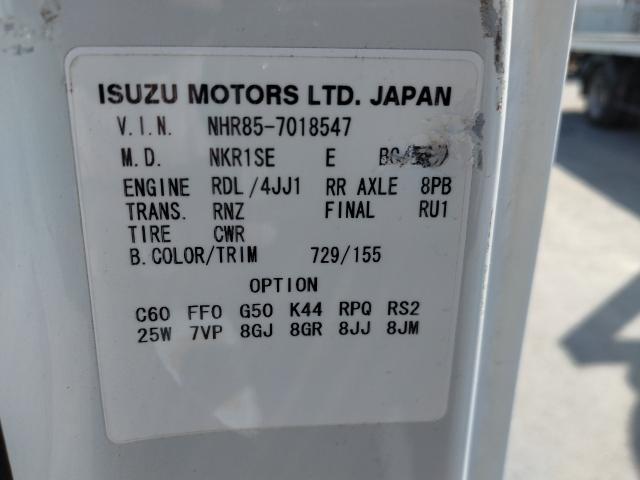 ISUZU MOTORS LTD. JAPAN
V.I.N. NHR85-7018547
M.D. NKR1SE E
ENGINE RDL/4JJ1 RR AXLE 8PB
TRANS. RNZ FINAL RU1
TIRE CWR
B.COLOR/TRIM 729/155
OPTION
C60 FF0 G50 K44 RPQ RS2
25W 7VP 8GJ 8GR 8JJ 8JM